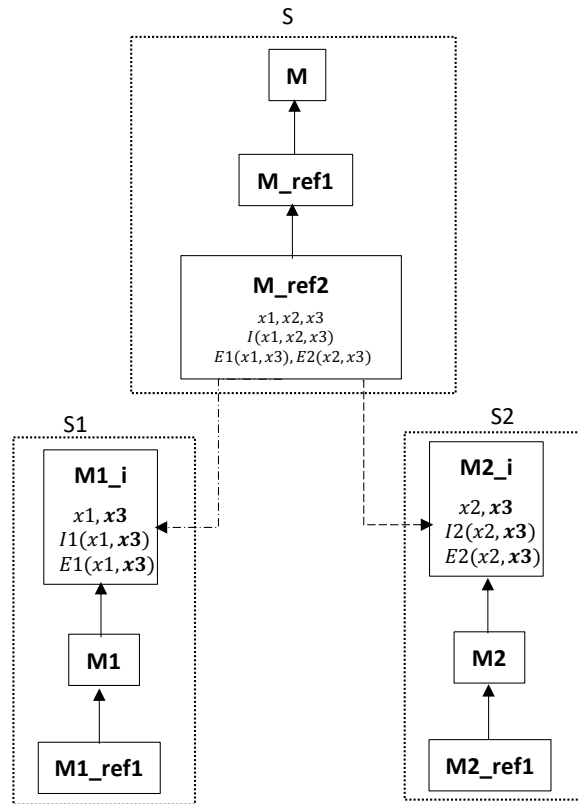 S
M
M_ref1
M_ref2
x1, x2, x3
I(x1, x2, x3)
E1(x1, x3), E2(x2, x3)
S1
M1_i
x1, x3
I1(x1, x3)
E1(x1, x3)
M1
M1_ref1
S2
M2_i
x2, x3
I2(x2, x3)
E2(x2, x3)
M2
M2_ref1